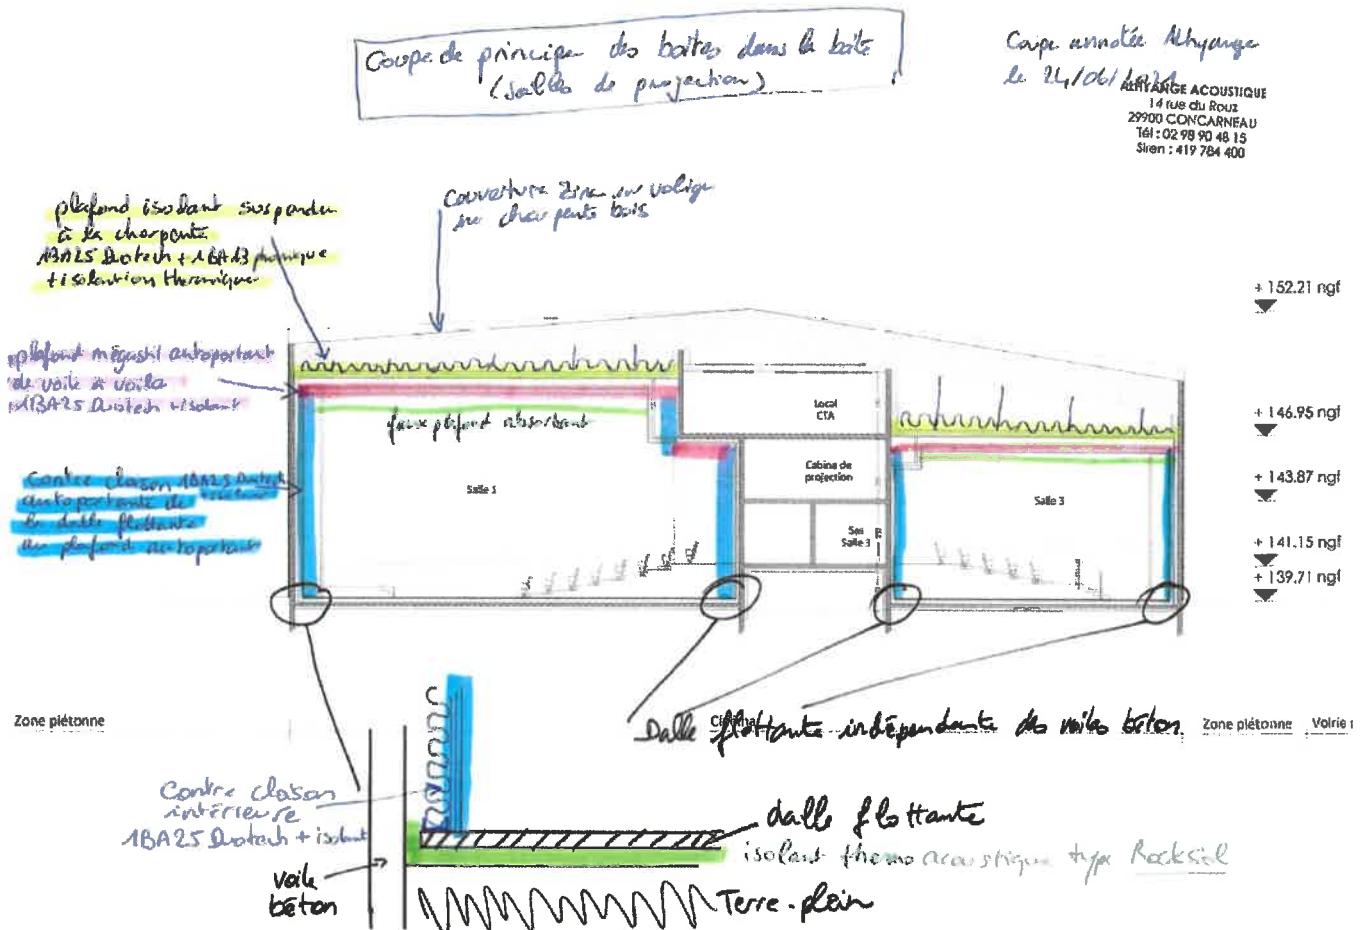 Coupe de principe des boîtes dans la boîte
(salles de projection)
Coupe annotée Alhyange
le 24/06/2021
ALHYANGE ACOUSTIQUE
14 rue du Rouz
29900 CONCARNEAU
Tél : 02 98 90 48 15
Siren : 419 784 400
plafond isolant suspendu
à la charpente
1BA25 Duotech + 1BA13 phonique
+ isolation thermique
Couverture zinc sur volige
sur charpente bois
+ 152.21 ngf
plafond mégastil autoportant
de voile à voile
1BA25 Duotech + isolant
faux plafond absorbant
Local
CTA
+ 146.95 ngf
Contre cloison 1BA25 Duotech
autoportante de
la dalle flottante
au plafond autoportant
Salle 1
Cabine de
projection
Salle 3
+ 143.87 ngf
Sas
Salle 3
+ 141.15 ngf
+ 139.71 ngf
Zone piétonne
Cinéma
Dalle flottante indépendante des voiles béton
Zone piétonne
Voirie
Contre cloison
intérieure
1BA25 Duotech + isolant
dalle flottante
isolant thermo acoustique type Rocksol
voile
béton
Terre-plein